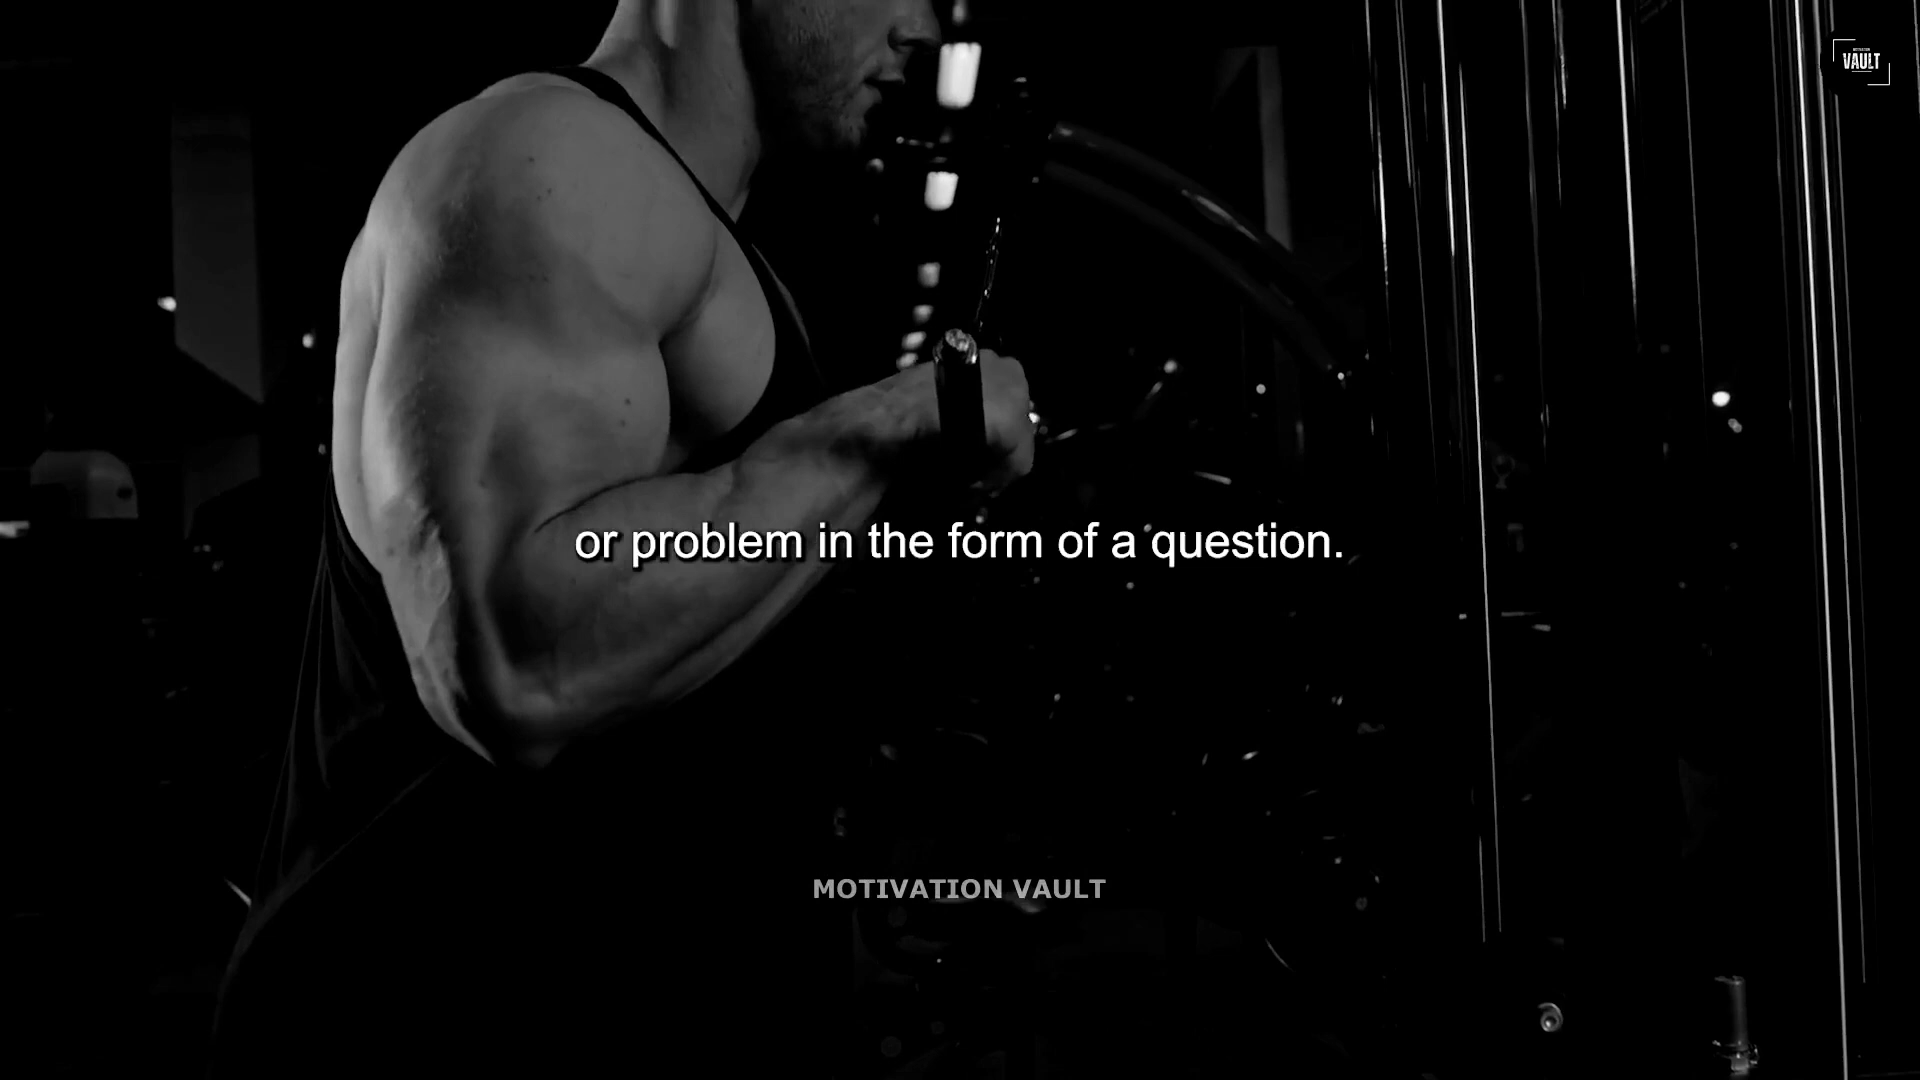 VAULT
or problem in the form of a question.
MOTIVATION VAULT